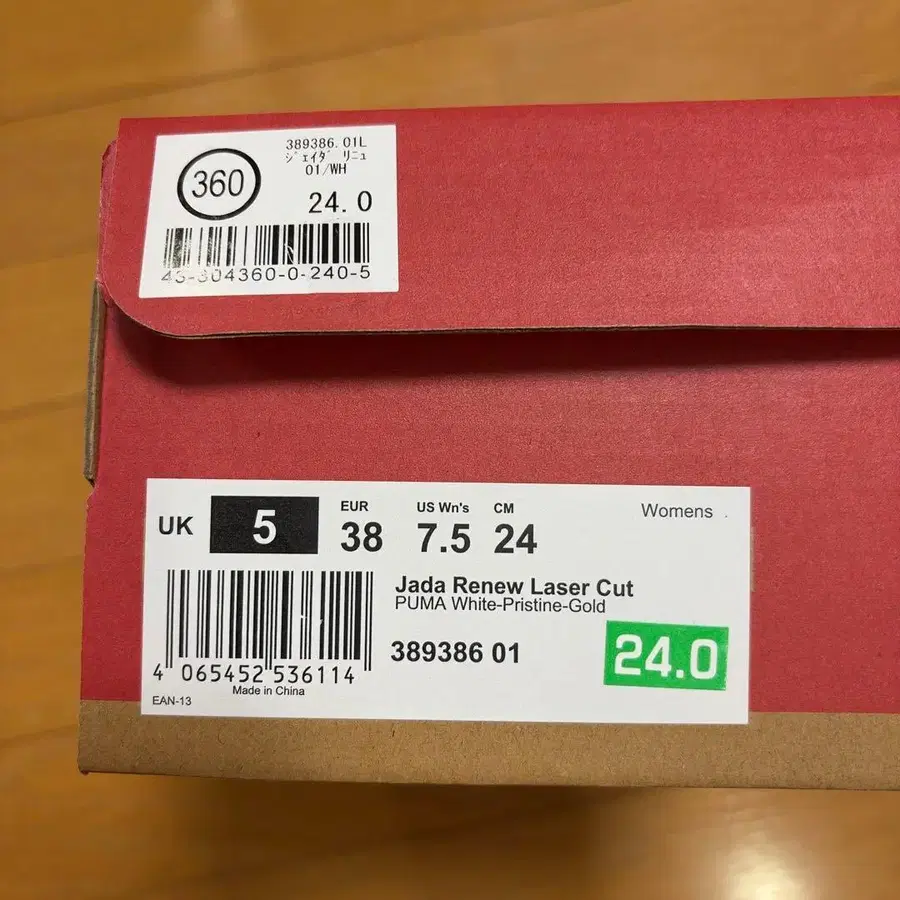 389386.01L
ｼﾞｪｲﾀﾞ ﾘﾆｭ
01/WH
360
24.0
43-304360-0-240-5
UK 5 EUR 38 US Wn's 7.5 CM 24 Womens
Jada Renew Laser Cut
PUMA White-Pristine-Gold
389386 01
24.0
4 065452 536114
Made in China
EAN-13